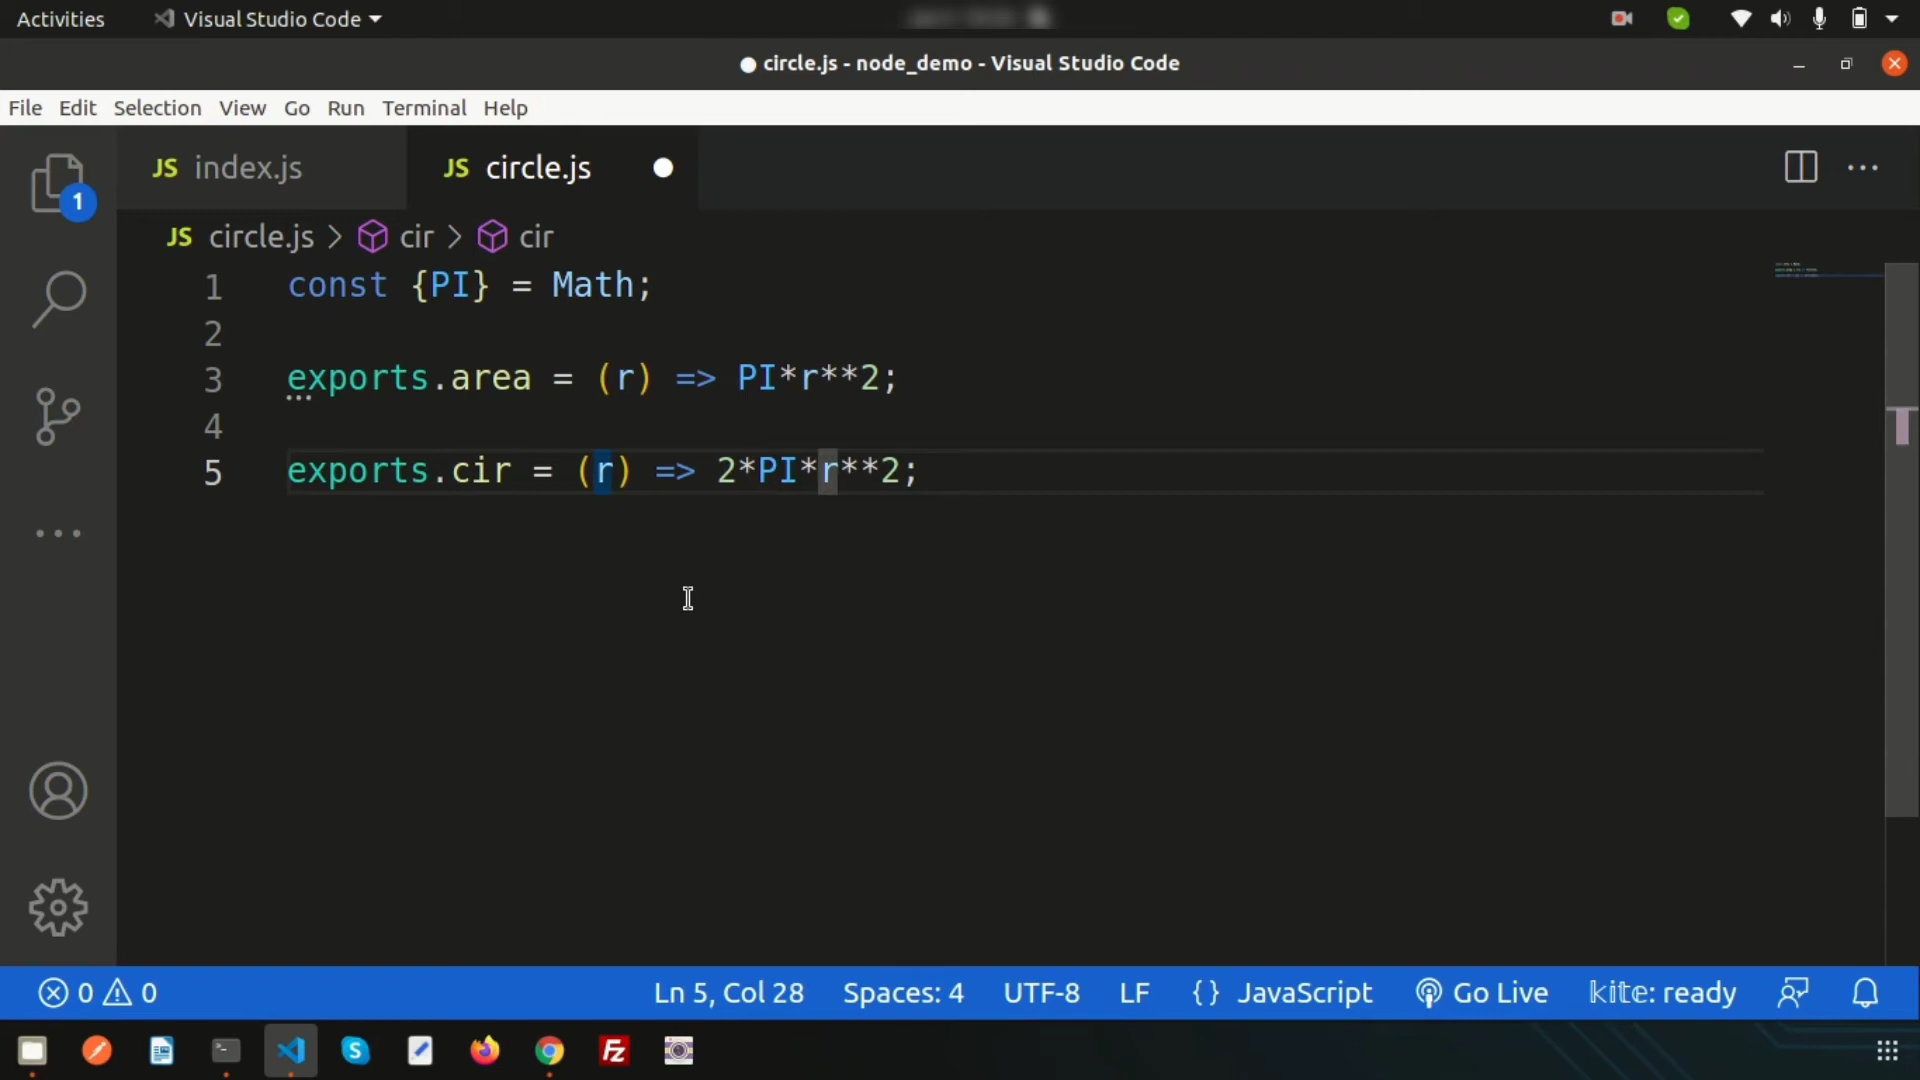 Activities Visual Studio Code
circle.js - node_demo - Visual Studio Code
File Edit Selection View Go Run Terminal Help
JS index.js JS circle.js
1
JS circle.js > cir > cir
1 const {PI} = Math;
2
3 exports.area = (r) => PI*r**2;
4
5 exports.cir = (r) => 2*PI*r**2;
0 0 Ln 5, Col 28 Spaces: 4 UTF-8 LF {} JavaScript Go Live kite: ready